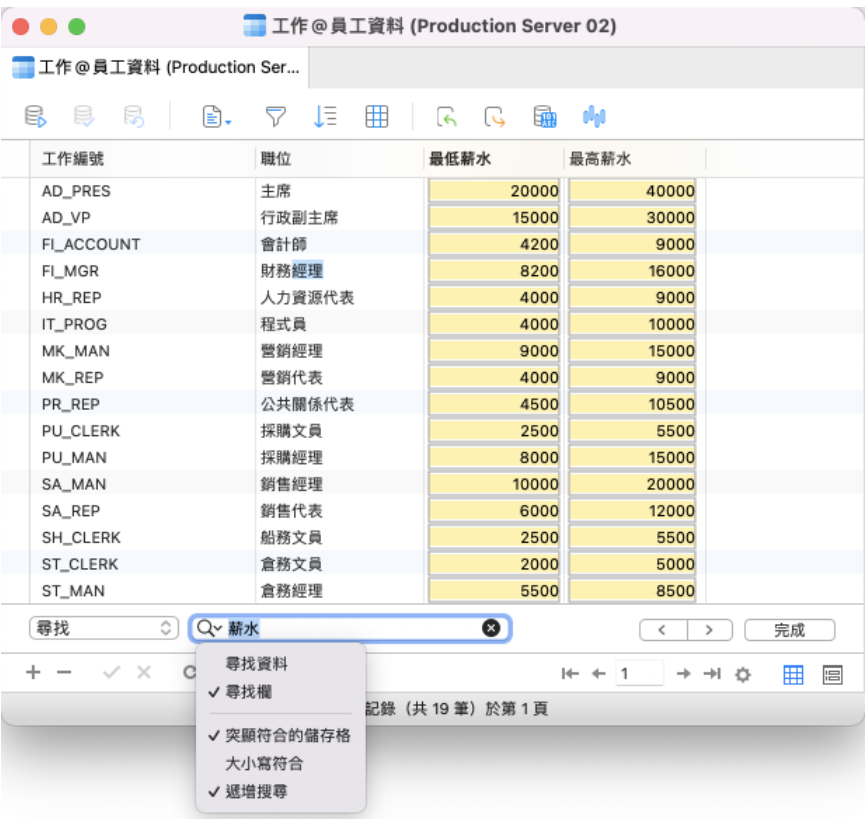 工作@員工資料 (Production Server 02)
工作@員工資料 (Production Ser...
工作編號 職位 最低薪水 最高薪水
AD_PRES 主席 20000 40000
AD_VP 行政副主席 15000 30000
FI_ACCOUNT 會計師 4200 9000
FI_MGR 財務經理 8200 16000
HR_REP 人力資源代表 4000 9000
IT_PROG 程式員 4000 10000
MK_MAN 營銷經理 9000 15000
MK_REP 營銷代表 4000 9000
PR_REP 公共關係代表 4500 10500
PU_CLERK 採購文員 2500 5500
PU_MAN 採購經理 8000 15000
SA_MAN 銷售經理 10000 20000
SA_REP 銷售代表 6000 12000
SH_CLERK 船務文員 2500 5500
ST_CLERK 倉務文員 2000 5000
ST_MAN 倉務經理 5500 8500
尋找 薪水 完成
1
尋找資料
尋找欄
記錄（共 19 筆）於第 1 頁
突顯符合的儲存格
大小寫符合
遞增搜尋